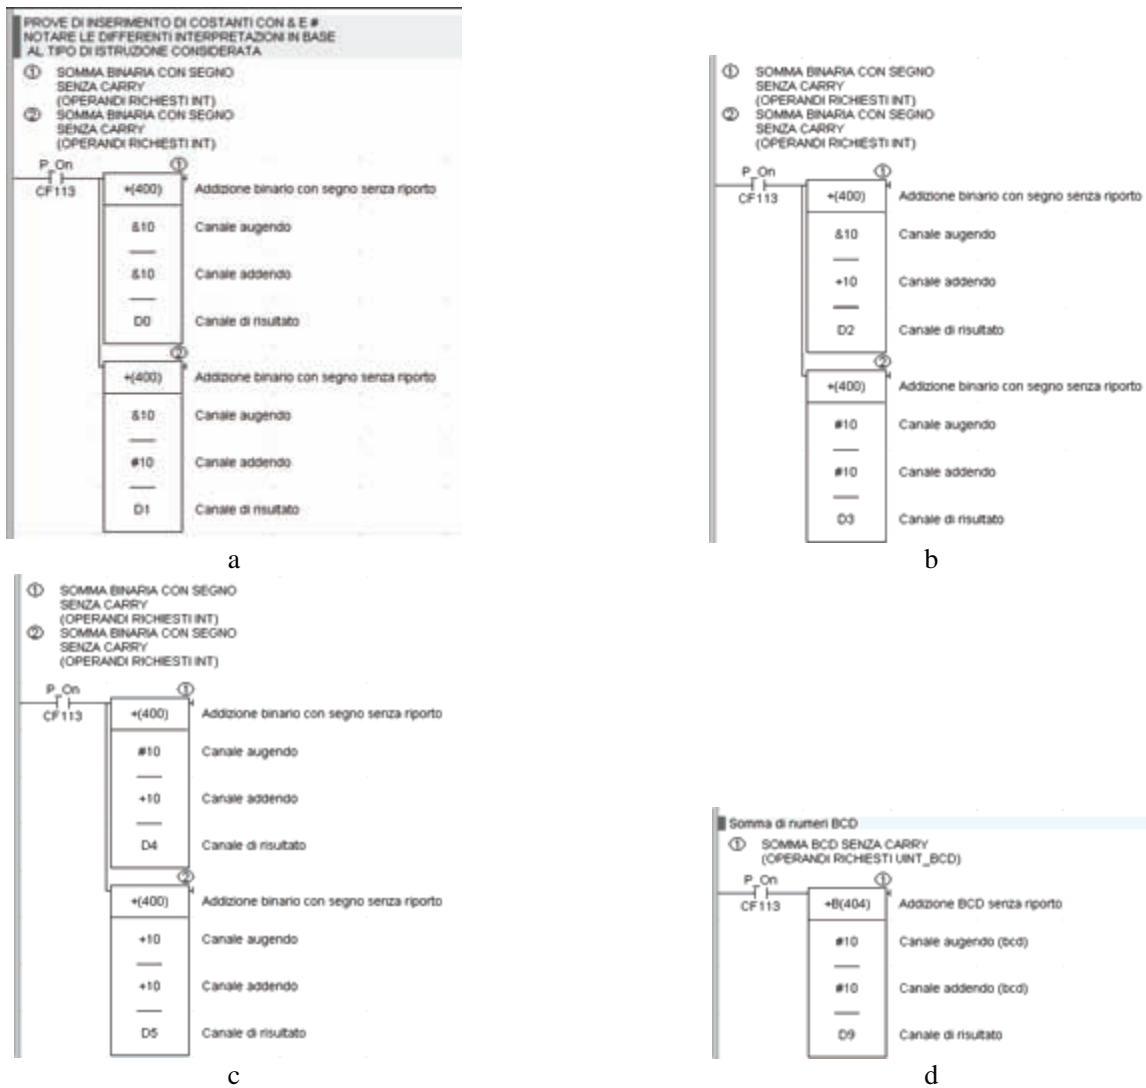 PROVE DI INSERIMENTO DI COSTANTI CON & E #
NOTARE LE DIFFERENTI INTERPRETAZIONI IN BASE
AL TIPO DI ISTRUZIONE CONSIDERATA
① SOMMA BINARIA CON SEGNO
SENZA CARRY
(OPERANDI RICHIESTI INT)
② SOMMA BINARIA CON SEGNO
SENZA CARRY
(OPERANDI RICHIESTI INT)
P_On
CF113
①
+(400) Addizione binario con segno senza riporto
&10 Canale augendo
&10 Canale addendo
D0 Canale di risultato
②
+(400) Addizione binario con segno senza riporto
&10 Canale augendo
#10 Canale addendo
D1 Canale di risultato
a
① SOMMA BINARIA CON SEGNO
SENZA CARRY
(OPERANDI RICHIESTI INT)
② SOMMA BINARIA CON SEGNO
SENZA CARRY
(OPERANDI RICHIESTI INT)
P_On
CF113
①
+(400) Addizione binario con segno senza riporto
&10 Canale augendo
+10 Canale addendo
D2 Canale di risultato
②
+(400) Addizione binario con segno senza riporto
#10 Canale augendo
#10 Canale addendo
D3 Canale di risultato
b
① SOMMA BINARIA CON SEGNO
SENZA CARRY
(OPERANDI RICHIESTI INT)
② SOMMA BINARIA CON SEGNO
SENZA CARRY
(OPERANDI RICHIESTI INT)
P_On
CF113
①
+(400) Addizione binario con segno senza riporto
#10 Canale augendo
+10 Canale addendo
D4 Canale di risultato
②
+(400) Addizione binario con segno senza riporto
+10 Canale augendo
+10 Canale addendo
D5 Canale di risultato
c
Somma di numeri BCD
① SOMMA BCD SENZA CARRY
(OPERANDI RICHIESTI UINT_BCD)
P_On
CF113
①
+B(404) Addizione BCD senza riporto
#10 Canale augendo (bcd)
#10 Canale addendo (bcd)
D9 Canale di risultato
d